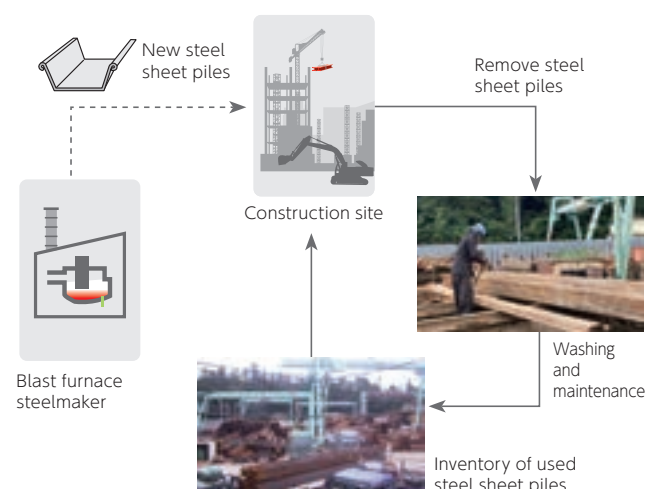 New steel
sheet piles
Remove steel
sheet piles
Construction site
Washing
and
maintenance
Blast furnace
steelmaker
Inventory of used
steel sheet piles